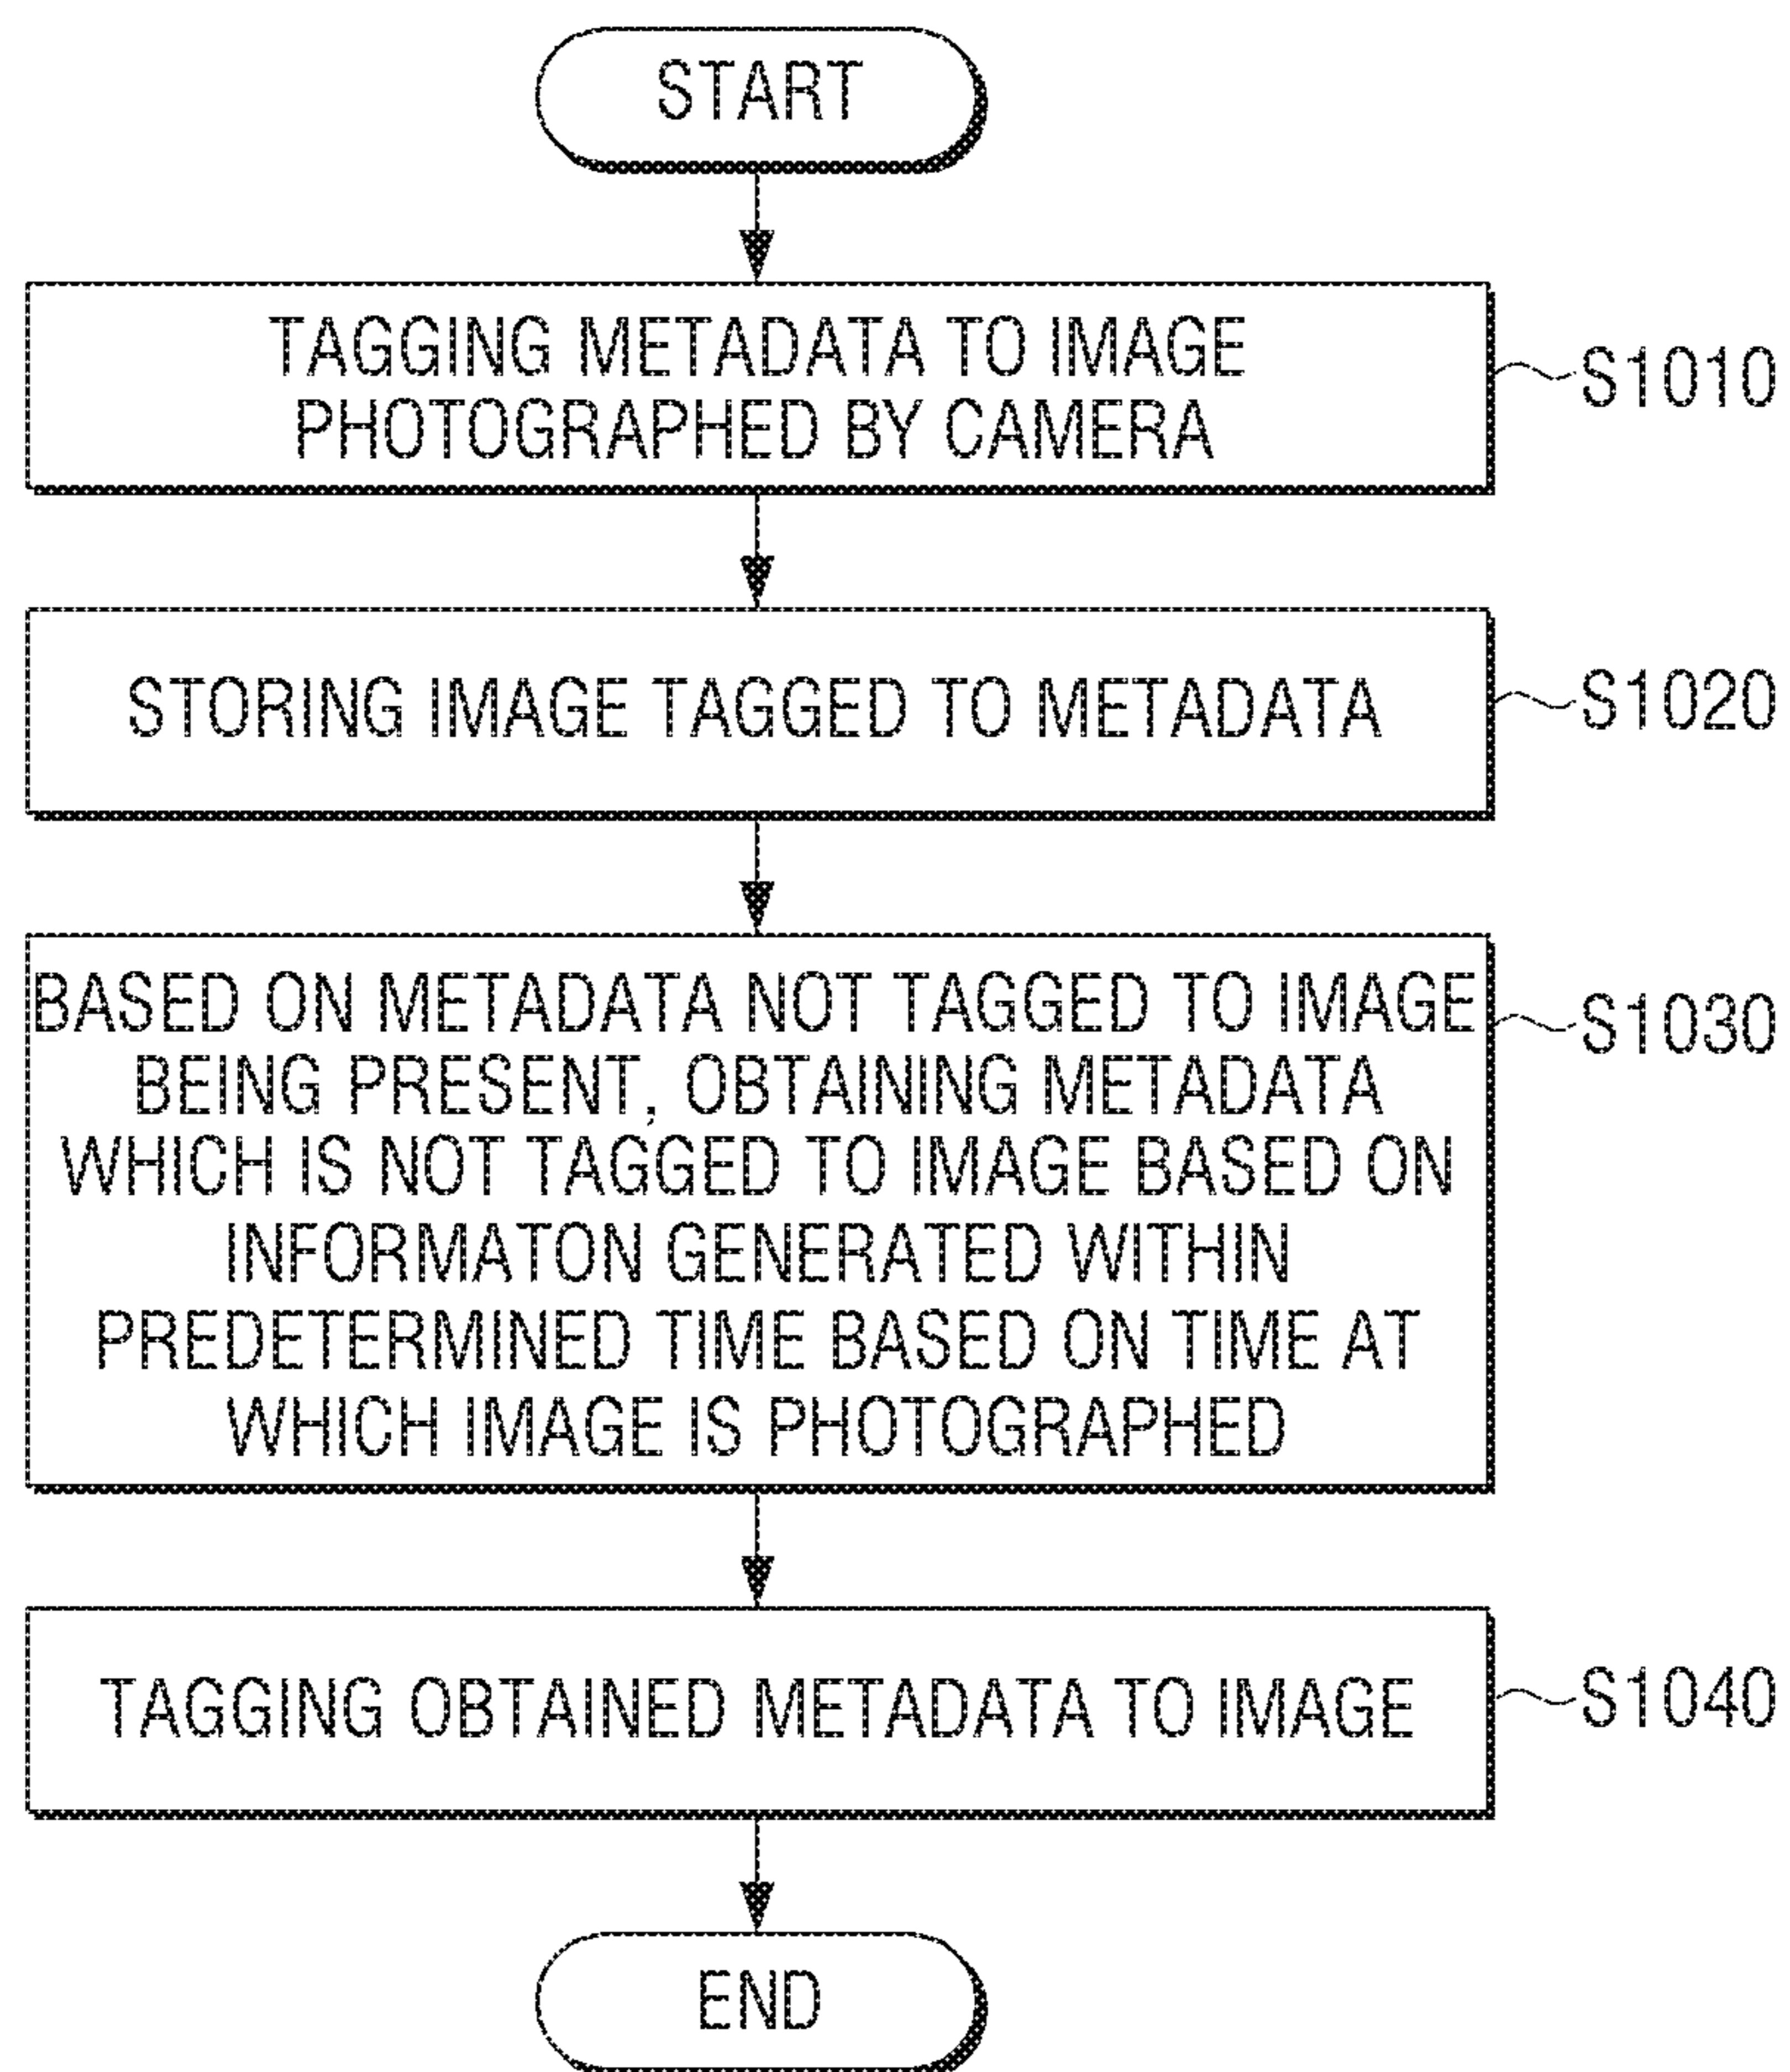 START
TAGGING METADATA TO IMAGE
PHOTOGRAPHED BY CAMERA
S1010
STORING IMAGE TAGGED TO METADATA
S1020
BASED ON METADATA NOT TAGGED TO IMAGE
BEING PRESENT, OBTAINING METADATA
WHICH IS NOT TAGGED TO IMAGE BASED ON
INFORMATON GENERATED WITHIN
PREDETERMINED TIME BASED ON TIME AT
WHICH IMAGE IS PHOTOGRAPHED
S1030
TAGGING OBTAINED METADATA TO IMAGE
S1040
END